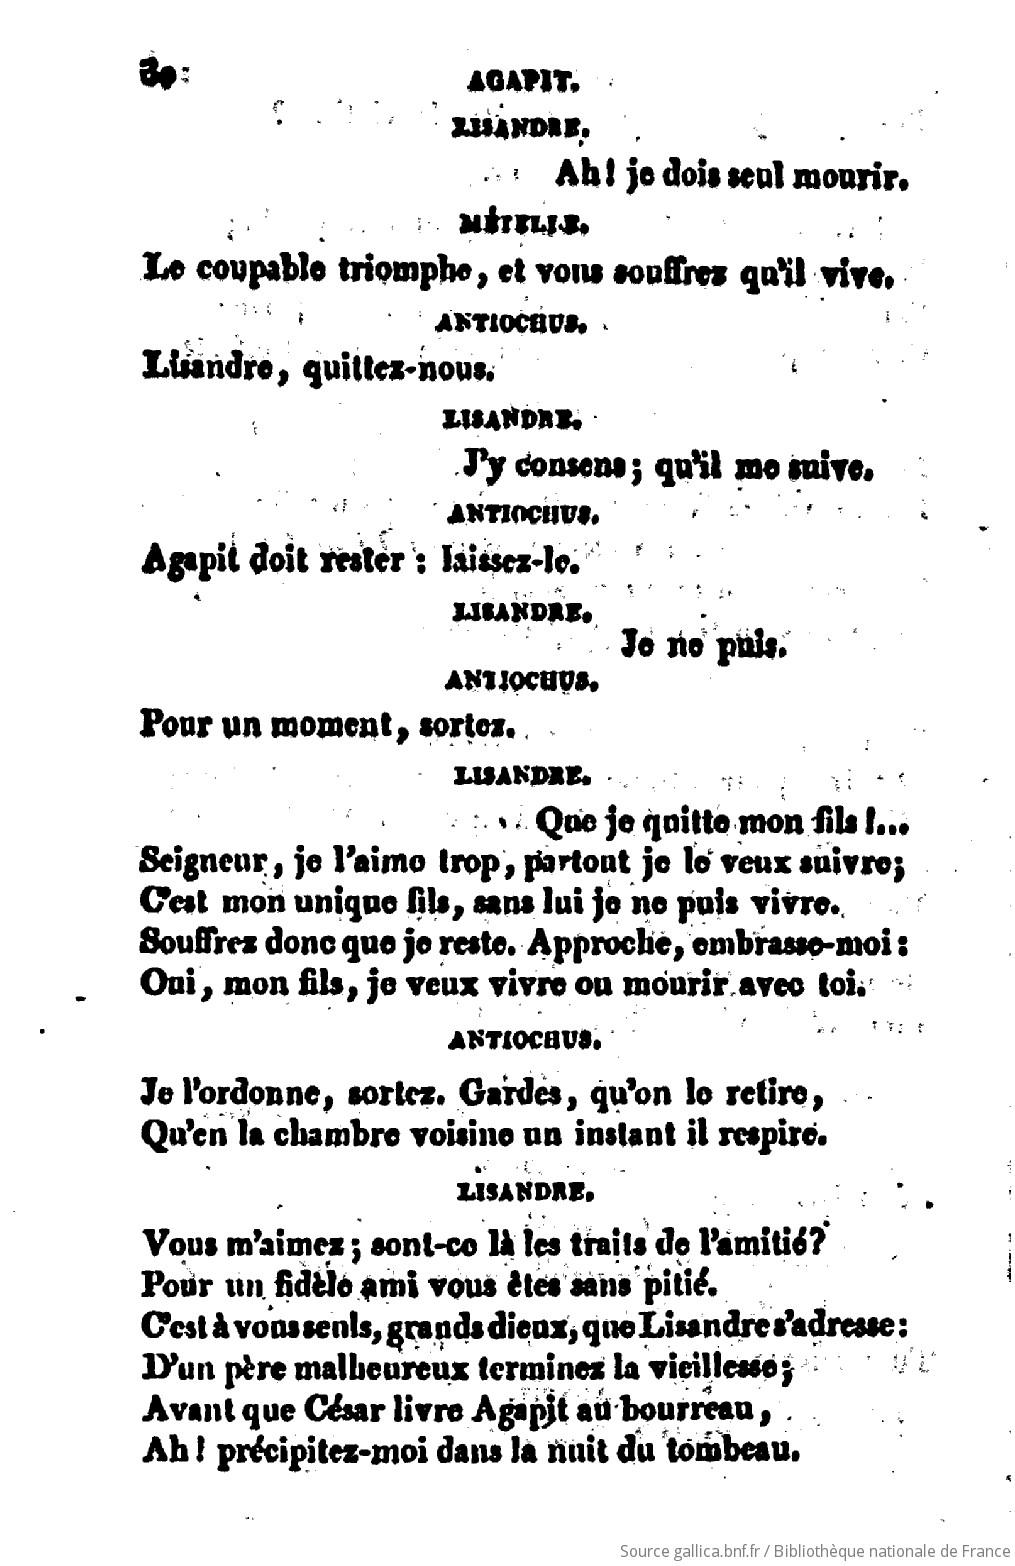 30
AGAPIT.
LISANDRE.
Ah! je dois seul mourir.
MÉTELLE.
Le coupable triomphe, et vous souffrez qu'il vive.
ANTIOCHUS.
Lisandre, quittez-nous.
LISANDRE.
J'y consens; qu'il me suive.
ANTIOCHUS.
Agapit doit rester : laissez-le.
LISANDRE.
Je ne puis.
ANTIOCHUS.
Pour un moment, sortez.
LISANDRE.
Que je quitte mon fils!...
Seigneur, je l'aime trop, partout je le veux suivre;
C'est mon unique fils, sans lui je ne puis vivre.
Souffrez donc que je reste. Approche, embrasse-moi:
Oui, mon fils, je veux vivre ou mourir avec toi.
ANTIOCHUS.
Je l'ordonne, sortez. Gardes, qu'on le retire,
Qu'en la chambre voisine un instant il respire.
LISANDRE.
Vous m'aimez; sont-ce là les traits de l'amitié?
Pour un fidèle ami vous êtes sans pitié.
C'est à vous seuls, grands dieux, que Lisandre s'adresse:
D'un père malheureux terminez la vieillesse;
Avant que César livre Agapit au bourreau,
Ah! précipitez-moi dans la nuit du tombeau.
Source gallica.bnf.fr / Bibliothèque nationale de France